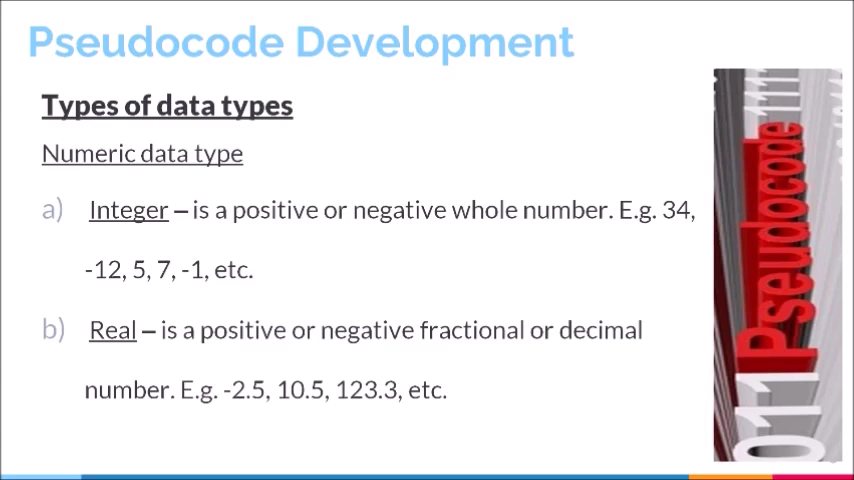 Pseudocode Development
Types of data types
Numeric data type
a) Integer – is a positive or negative whole number. E.g. 34,
-12, 5, 7, -1, etc.
b) Real – is a positive or negative fractional or decimal
number. E.g. -2.5, 10.5, 123.3, etc.
Pseudocode
011